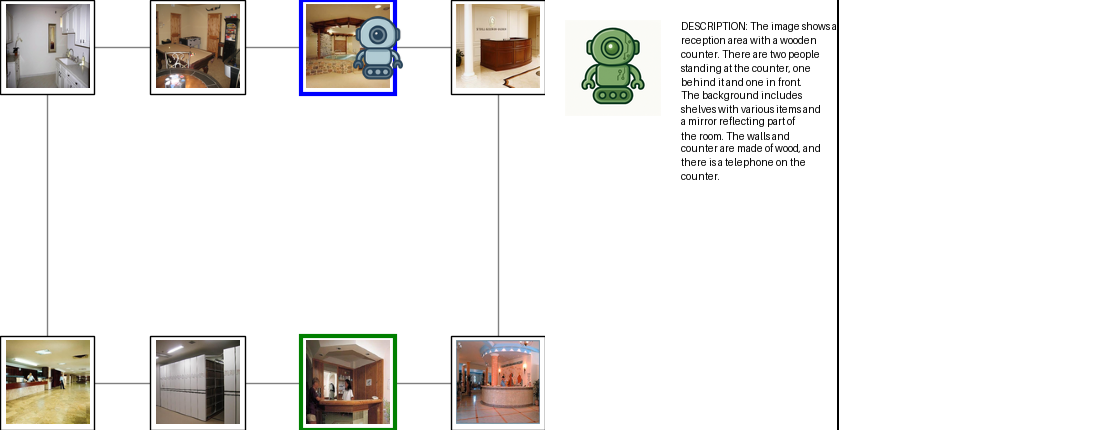 DESCRIPTION: The image shows a
reception area with a wooden
counter. There are two people
standing at the counter, one
behind it and one in front.
The background includes
shelves with various items and
a mirror reflecting part of
the room. The walls and
counter are made of wood, and
there is a telephone on the
counter.